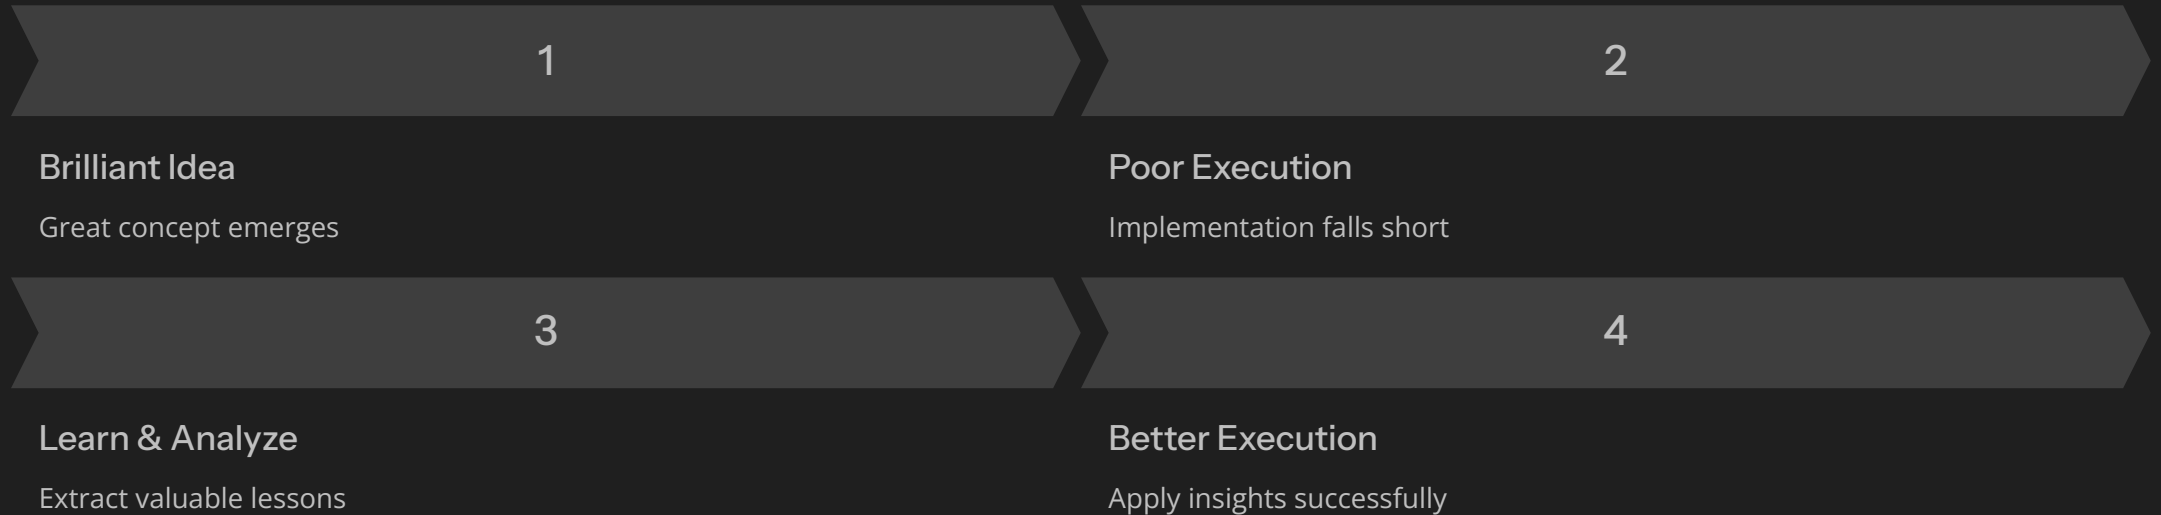 1
2
Brilliant Idea
Great concept emerges
Poor Execution
Implementation falls short
3
4
Learn & Analyze
Extract valuable lessons
Better Execution
Apply insights successfully